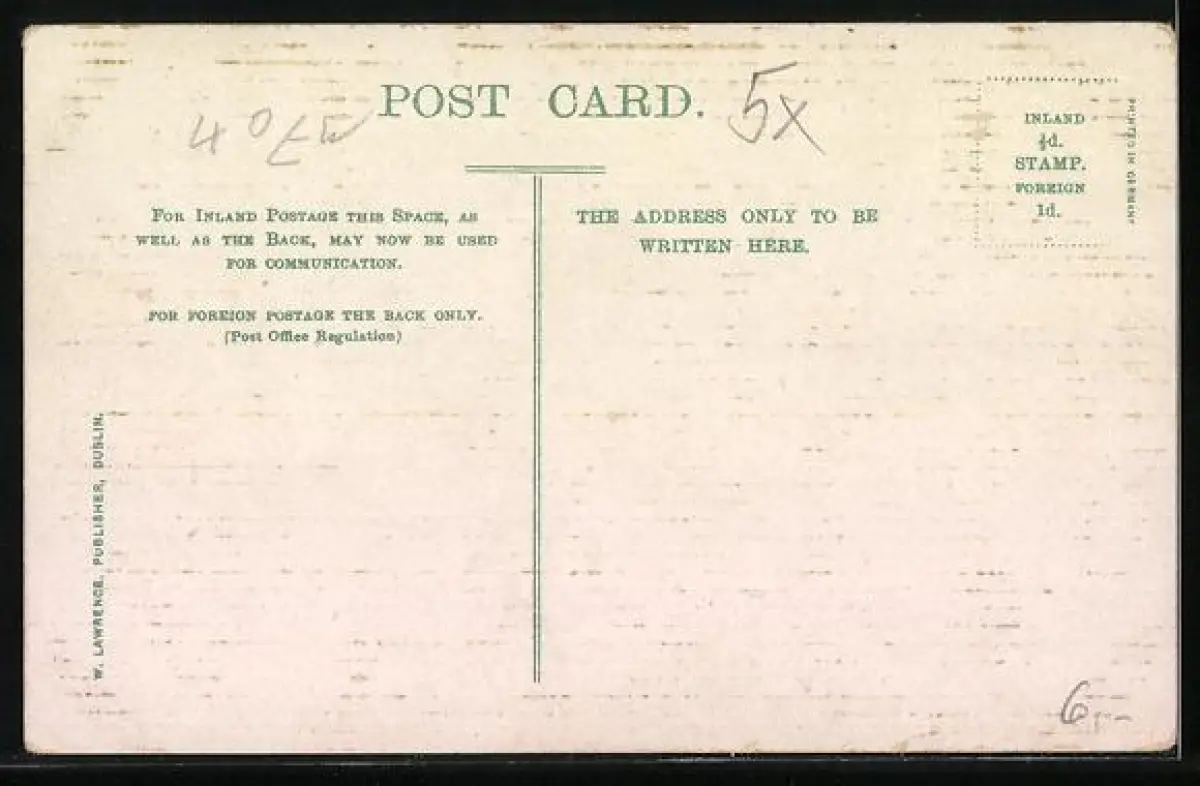 POST CARD.
5x
INLAND
½d.
STAMP.
FOREIGN
1d.
PRINTED IN GERMANY
FOR INLAND POSTAGE THIS SPACE, AS
WELL AS THE BACK, MAY NOW BE USED
FOR COMMUNICATION.
FOR FOREIGN POSTAGE THE BACK ONLY.
(Post Office Regulation)
THE ADDRESS ONLY TO BE
WRITTEN HERE.
W. LAWRENCE, PUBLISHER, DUBLIN.
6,--